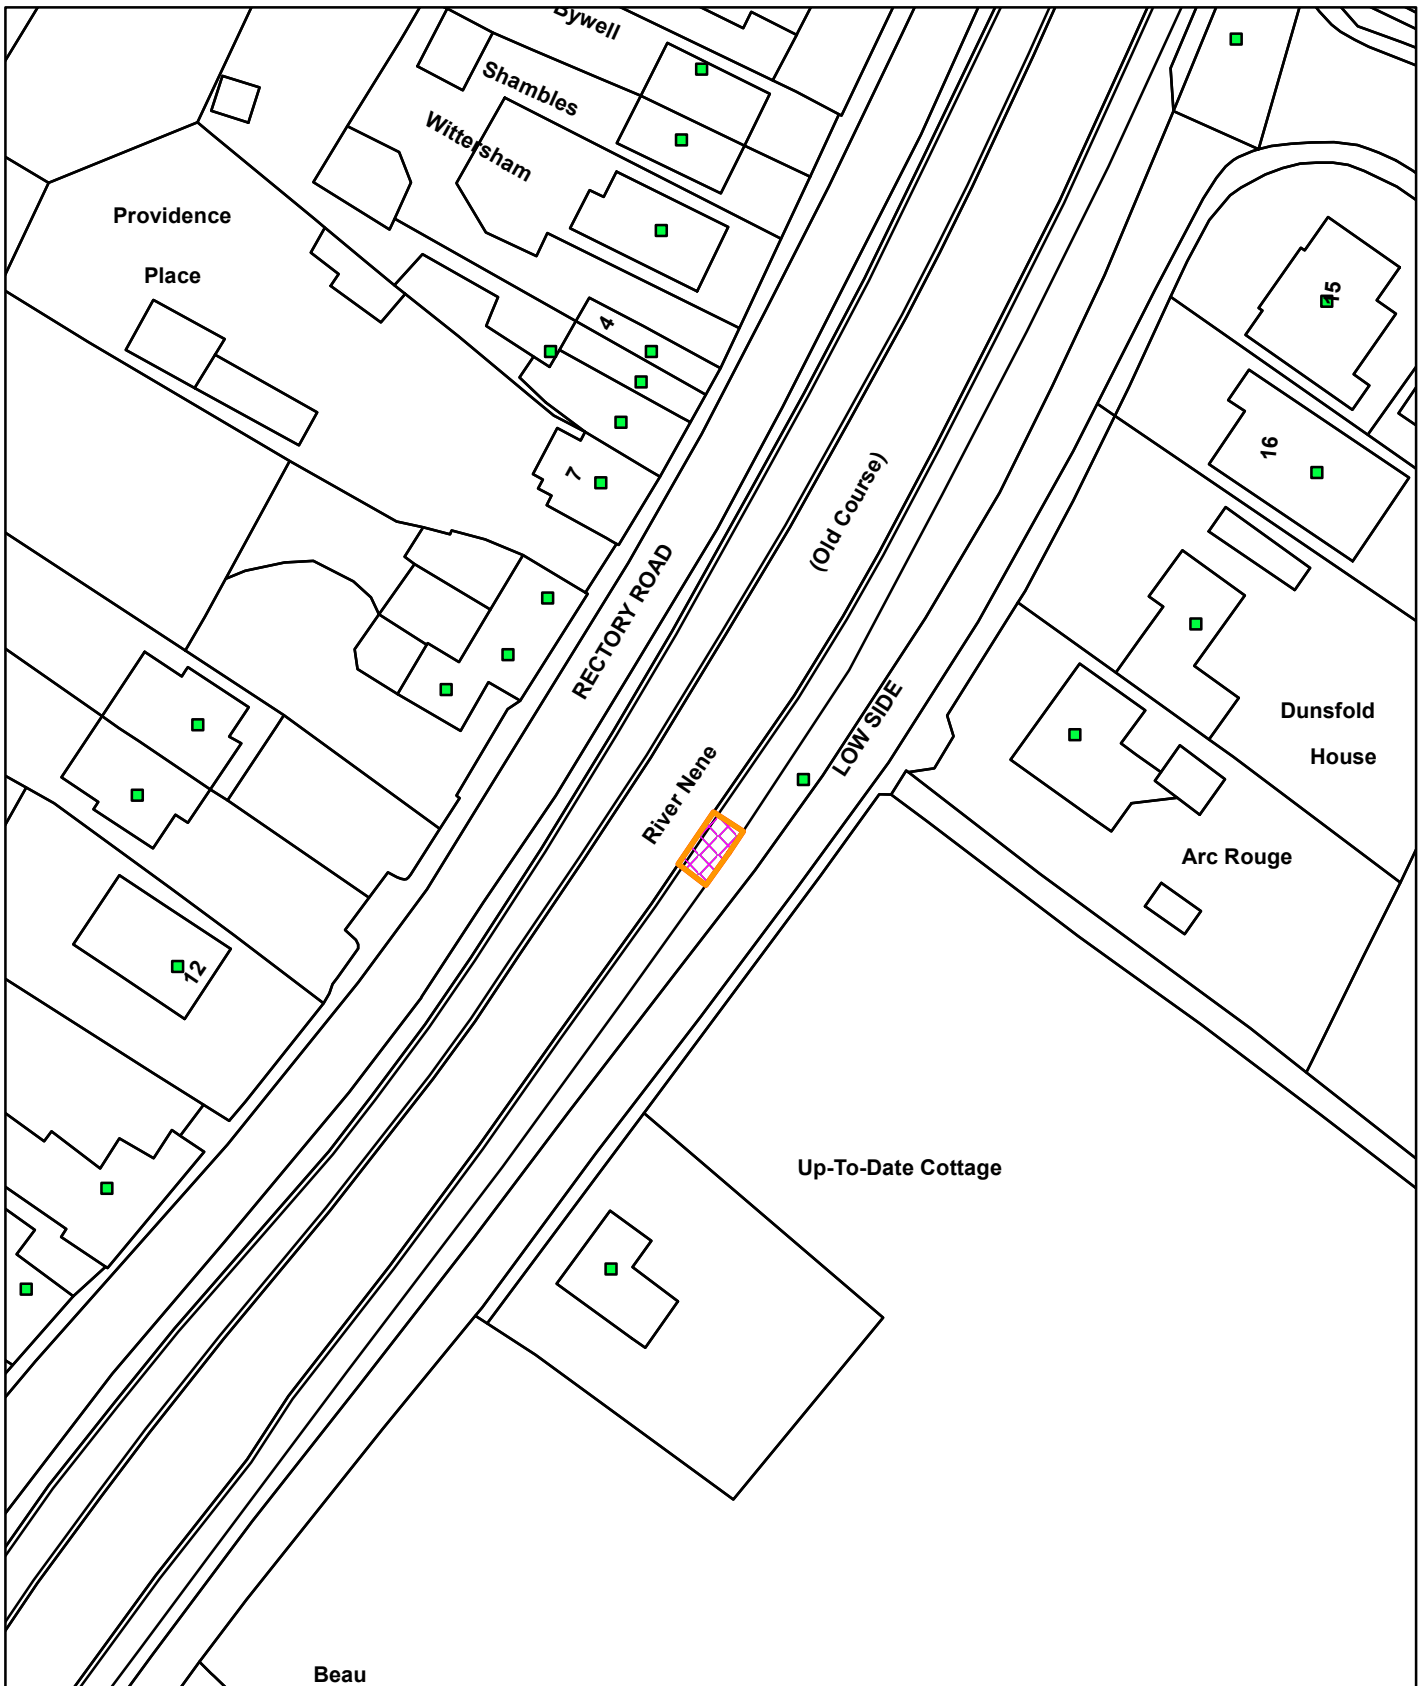 Bywell
Shambles
Wittersham
Providence
Place
4
7
15
16
(Old Course)
RECTORY ROAD
River Nene
LOW SIDE
Dunsfold
House
Arc Rouge
12
Up-To-Date Cottage
Beau